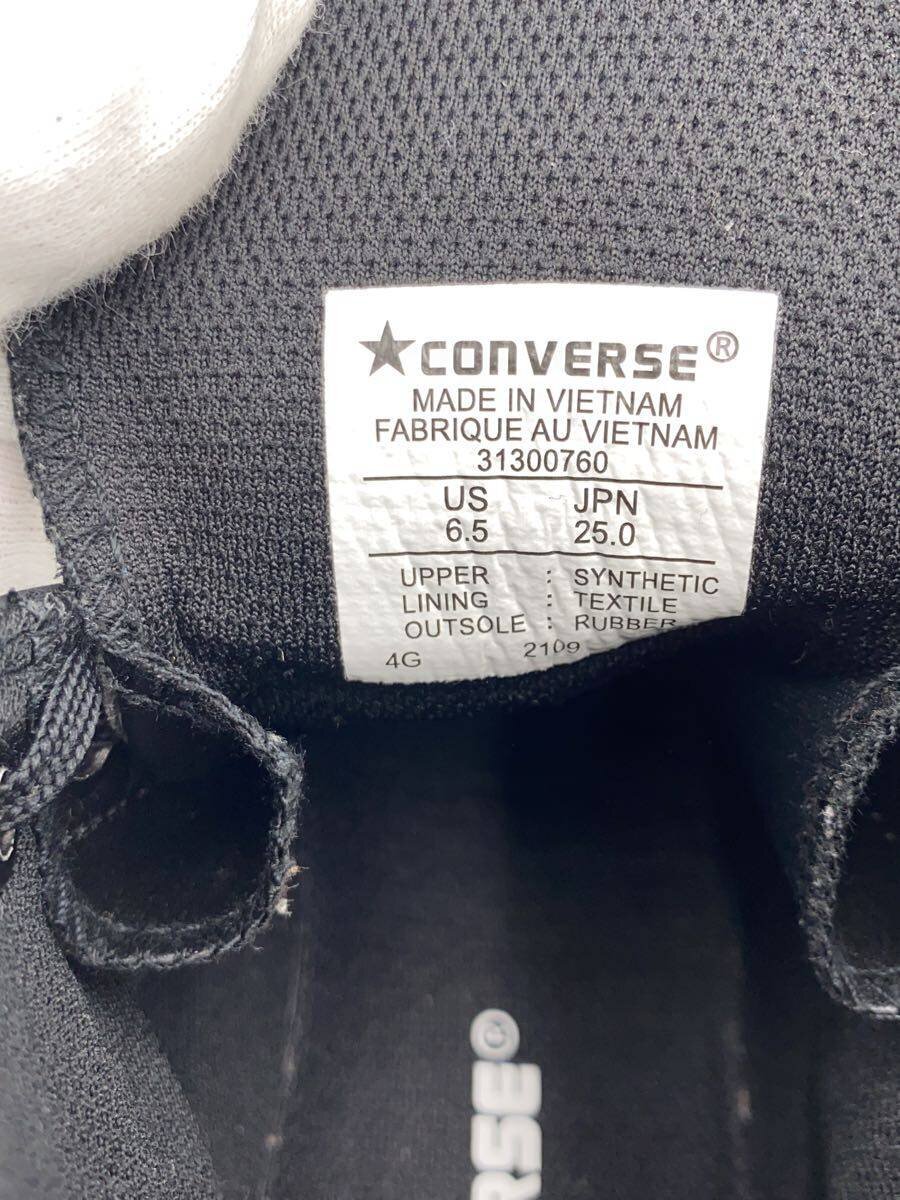 ★CONVERSE®
MADE IN VIETNAM
FABRIQUE AU VIETNAM
31300760
US JPN
6.5 25.0
UPPER : SYNTHETIC
LINING : TEXTILE
OUTSOLE : RUBBER
4G 2109
RSE©